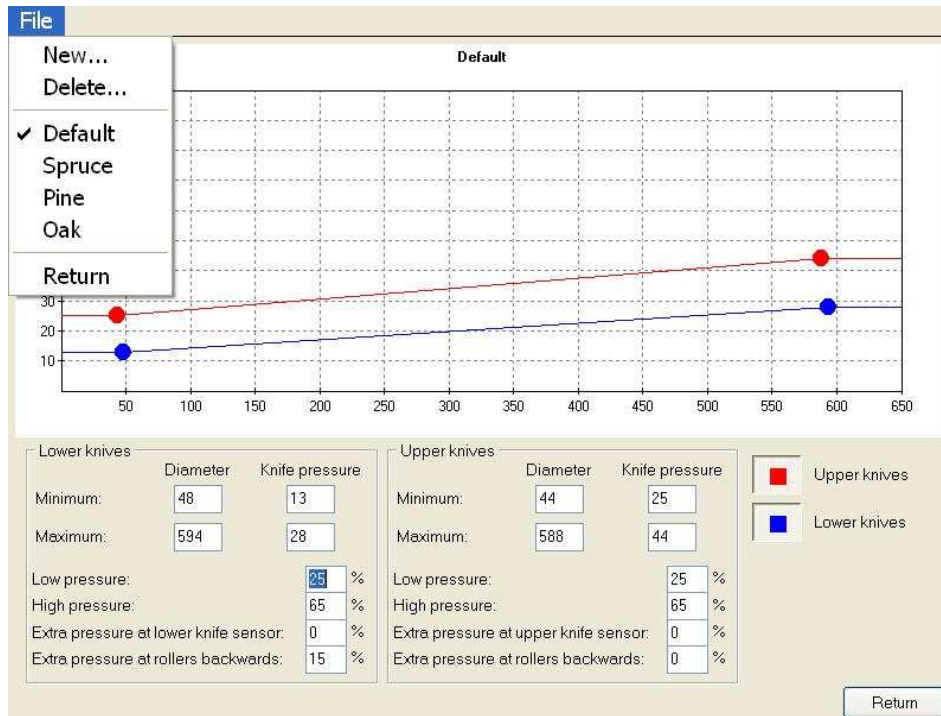 File
New...
Delete...
Default
Spruce
Pine
Oak
Return
Default
30
20
10
50 100 150 200 250 300 350 400 450 500 550 600 650
Lower knives
Diameter Knife pressure
Minimum: 48 13
Maximum: 594 28
Low pressure: 25 %
High pressure: 65 %
Extra pressure at lower knife sensor: 0 %
Extra pressure at rollers backwards: 15 %
Upper knives
Diameter Knife pressure
Minimum: 44 25
Maximum: 588 44
Low pressure: 25 %
High pressure: 65 %
Extra pressure at upper knife sensor: 0 %
Extra pressure at rollers backwards: 0 %
Upper knives
Lower knives
Return